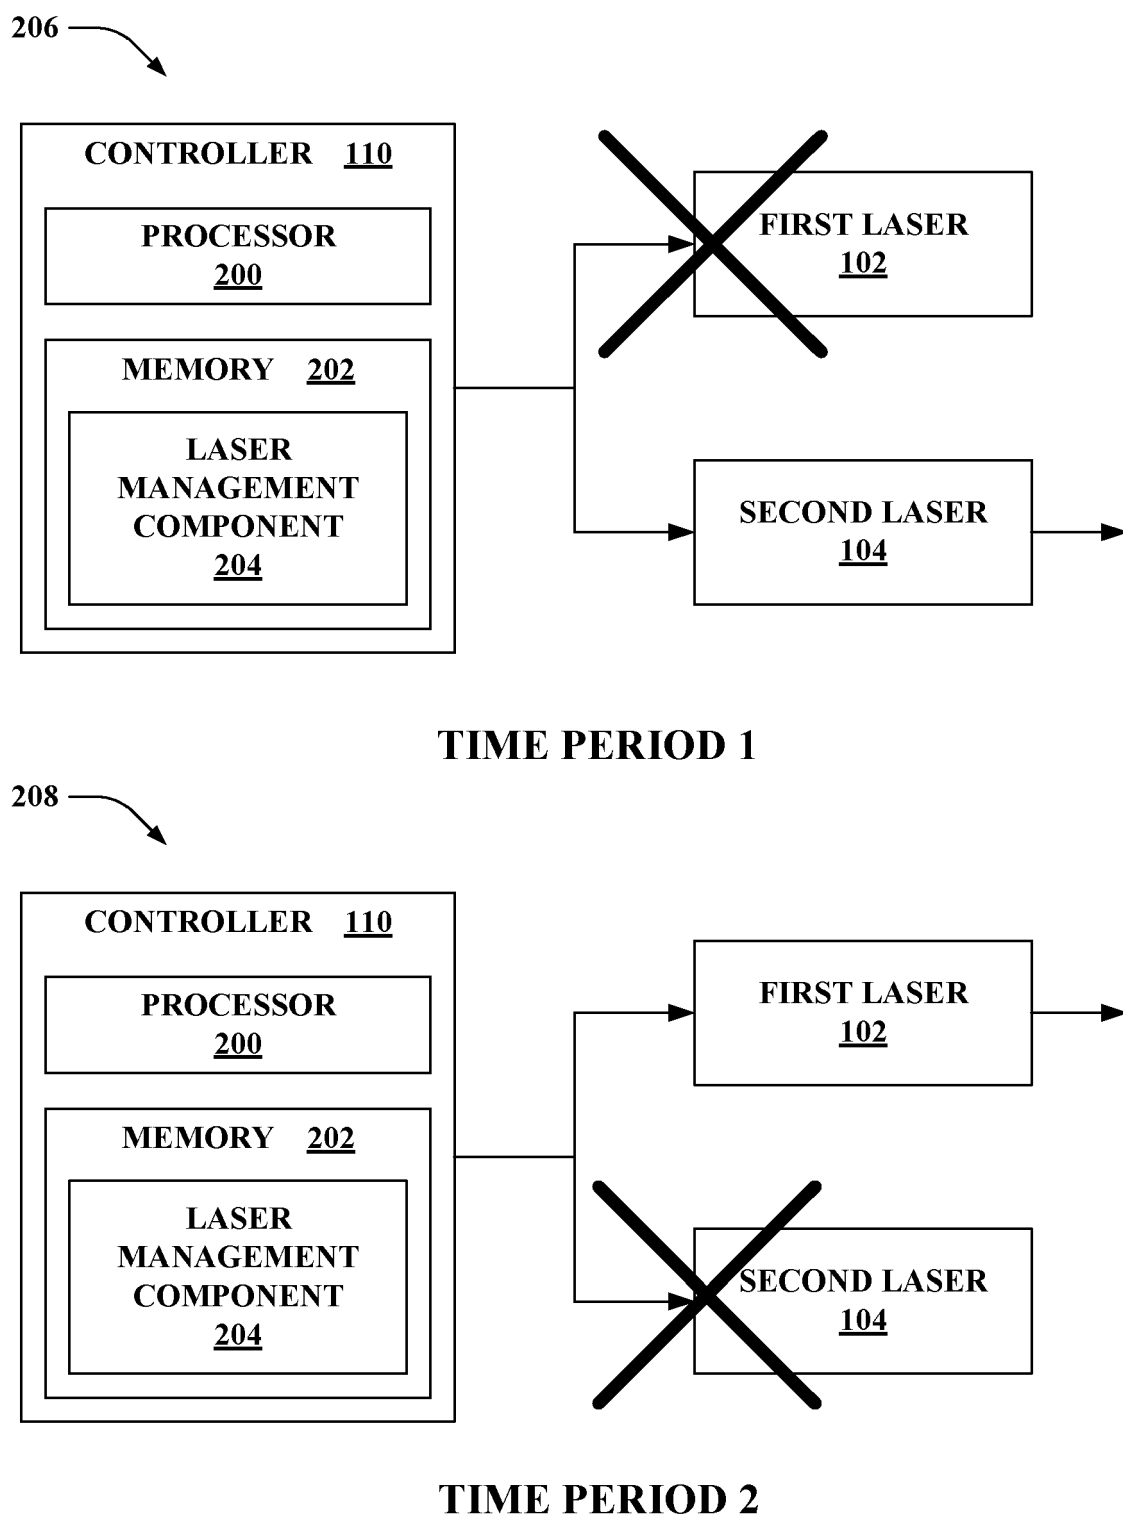 206
CONTROLLER 110
PROCESSOR
200
MEMORY 202
LASER
MANAGEMENT
COMPONENT
204
FIRST LASER
102
SECOND LASER
104
TIME PERIOD 1
208
CONTROLLER 110
PROCESSOR
200
MEMORY 202
LASER
MANAGEMENT
COMPONENT
204
FIRST LASER
102
SECOND LASER
104
TIME PERIOD 2